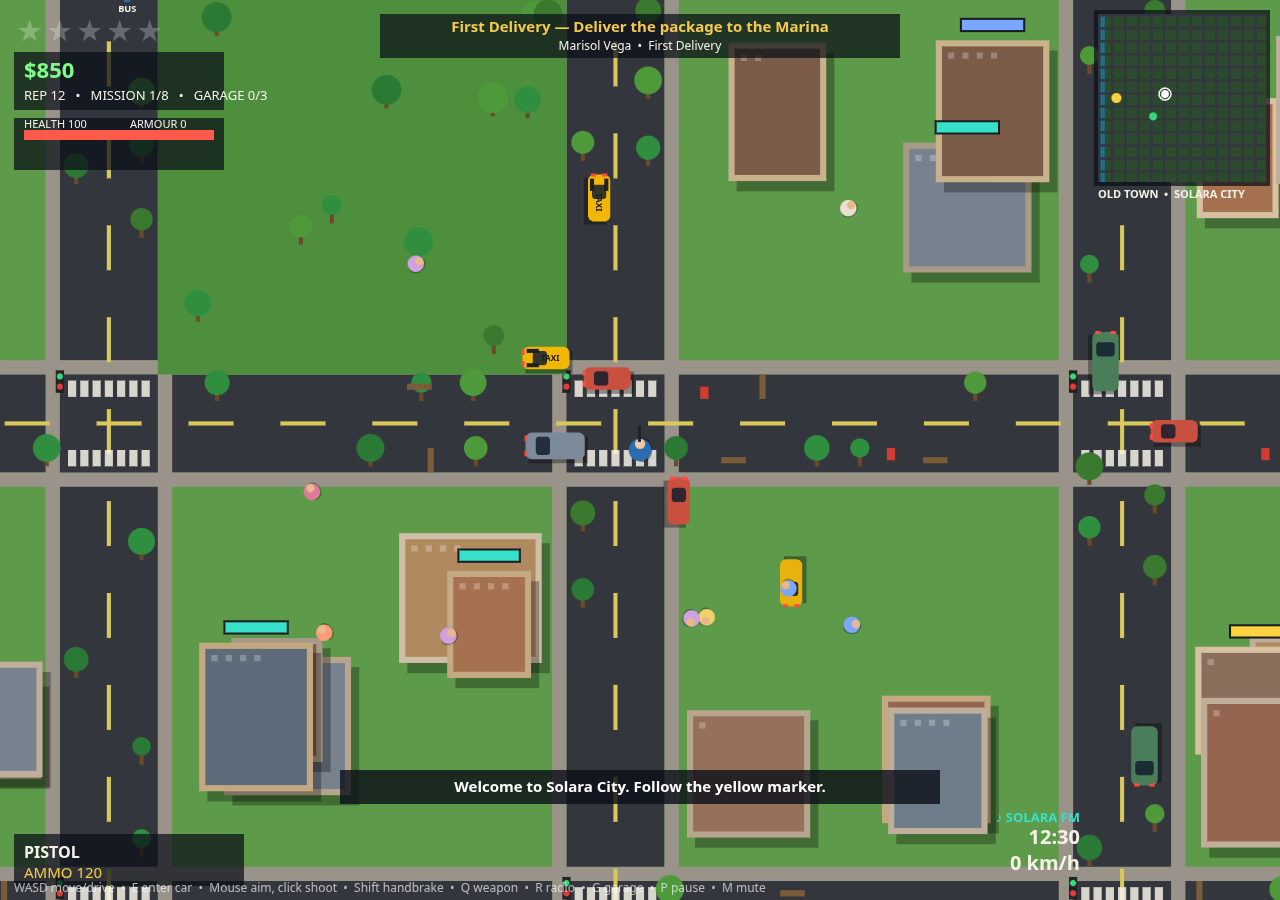 BUS
First Delivery — Deliver the package to the Marina
Marisol Vega • First Delivery
$850
REP 12 • MISSION 1/8 • GARAGE 0/3
HEALTH 100 ARMOUR 0
OLD TOWN • SOLARA CITY
TAXI
TAXI
Welcome to Solara City. Follow the yellow marker.
♪ SOLARA FM
12:30
0 km/h
PISTOL
AMMO 120
WASD move/drive • E enter car • Mouse aim, click shoot • Shift handbrake • Q weapon • R radio • G garage • P pause • M mute